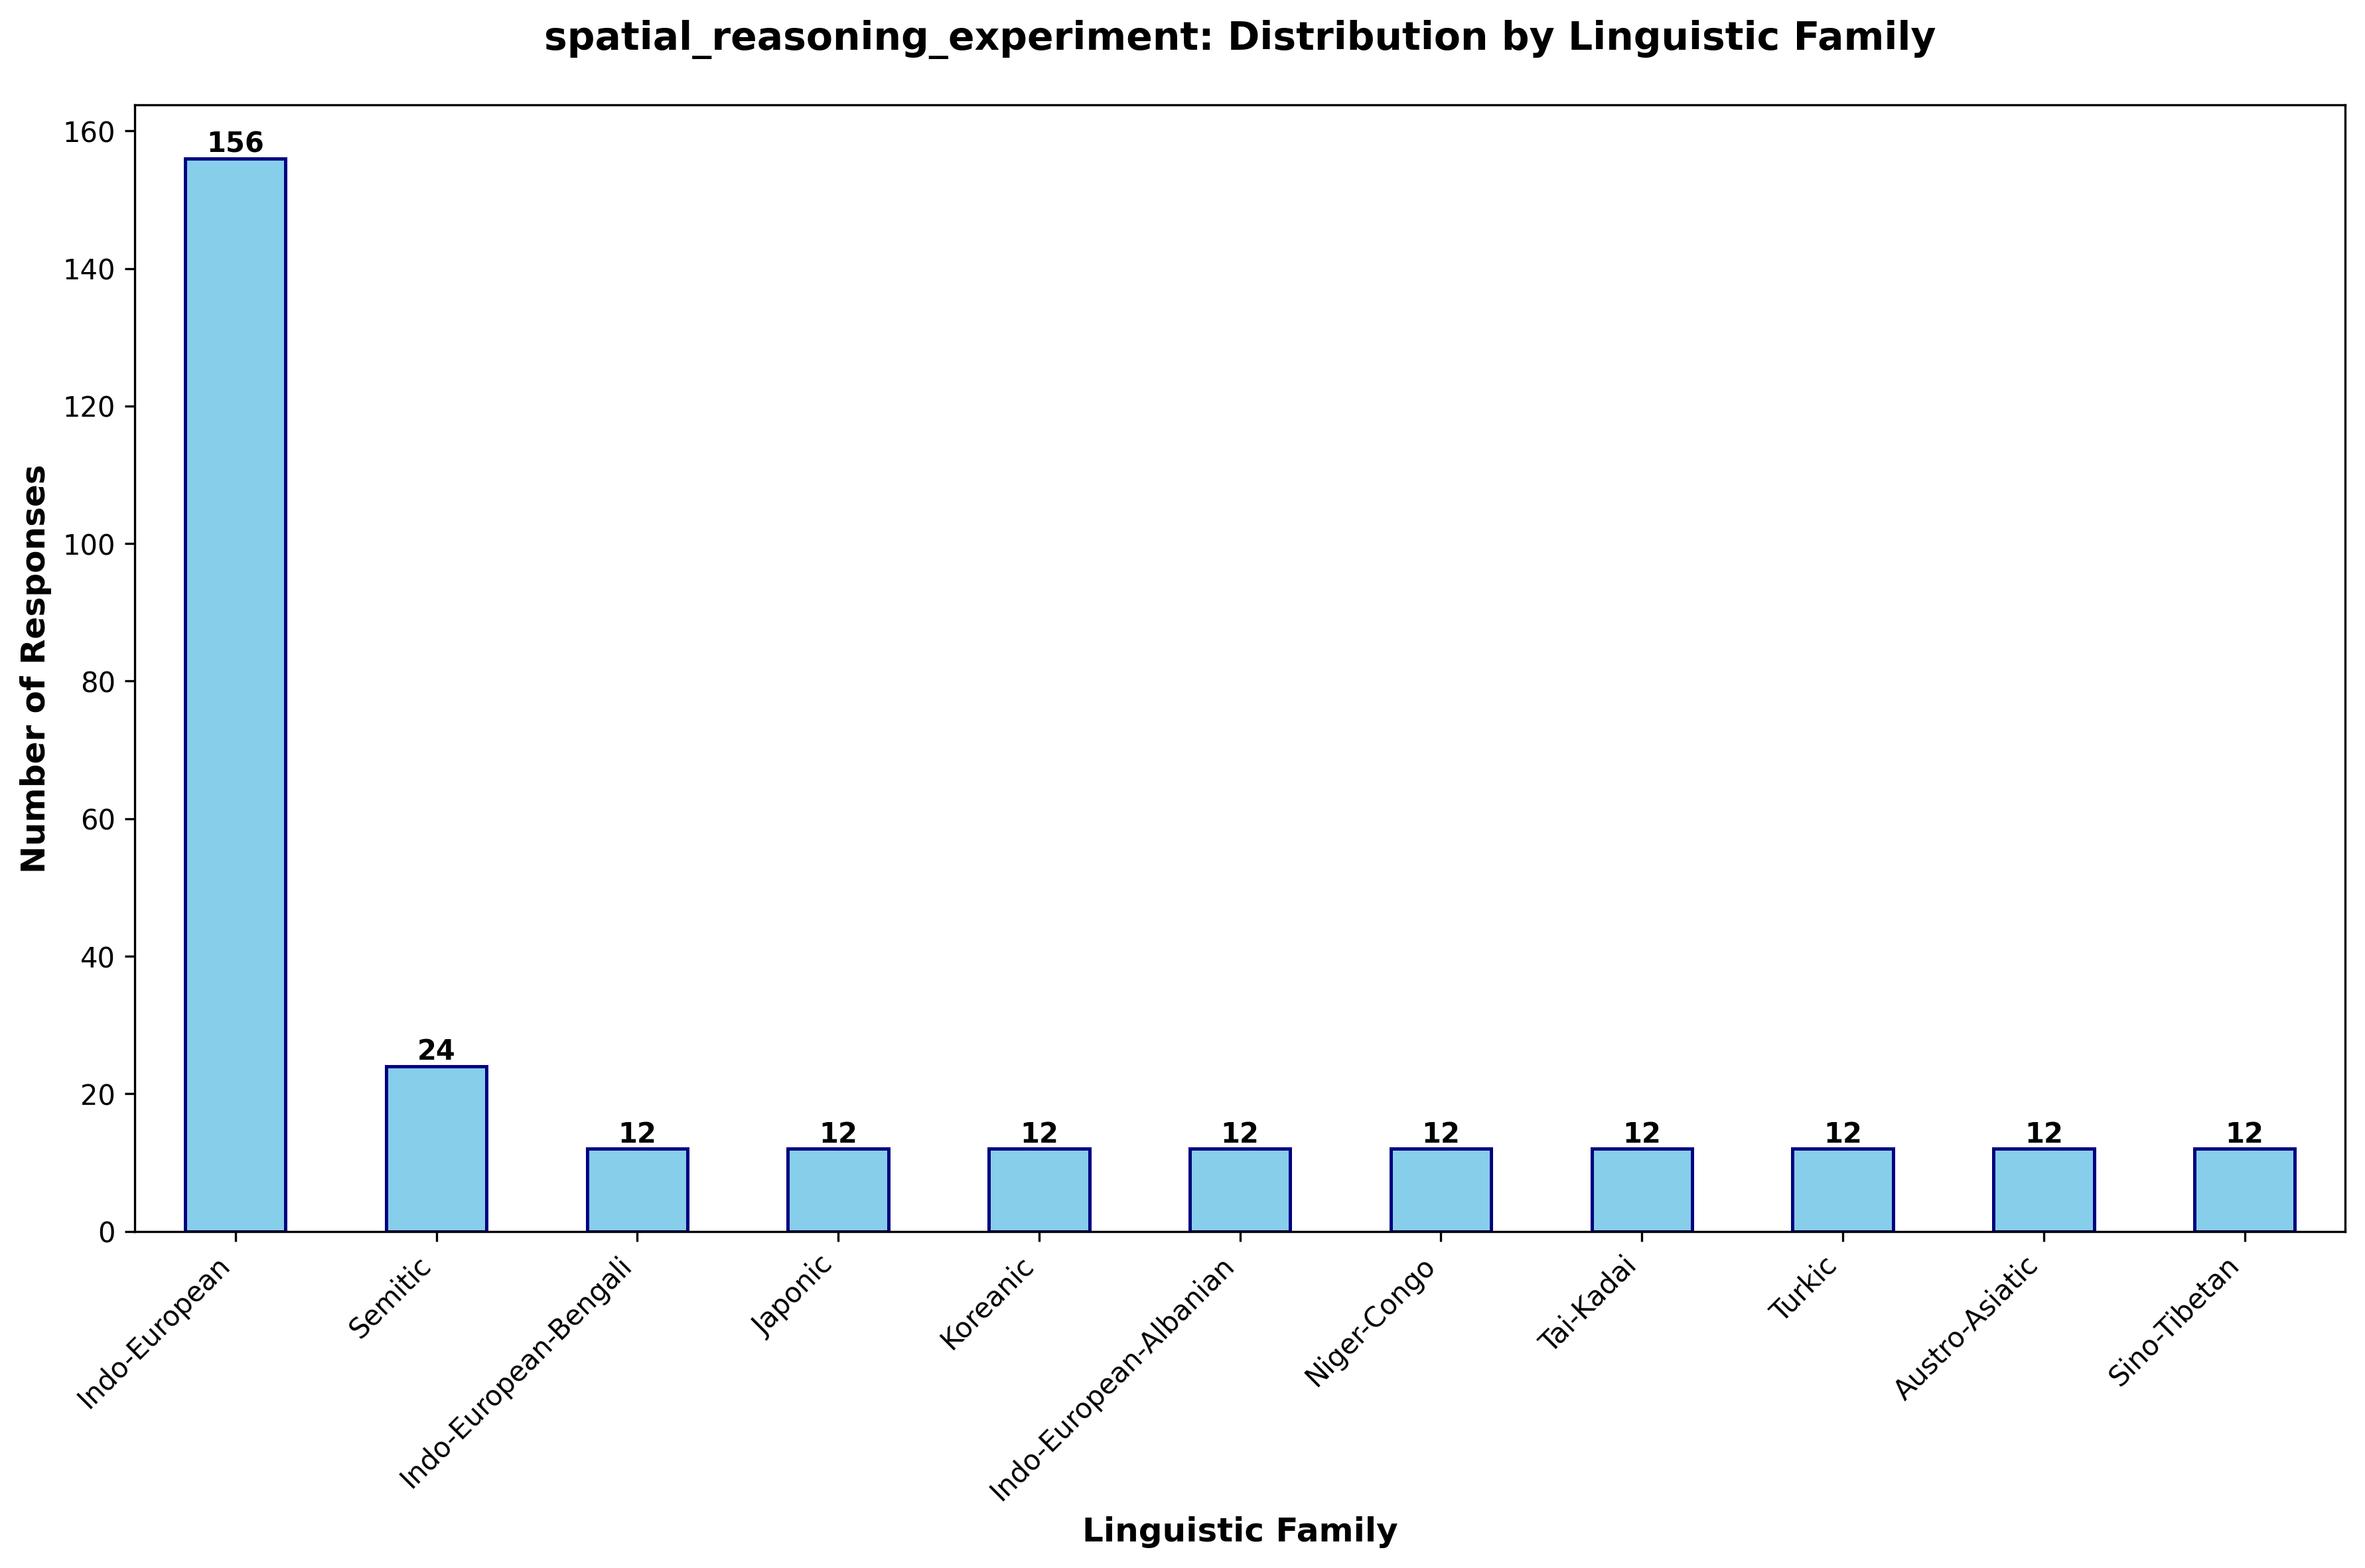 spatial_reasoning_experiment: Distribution by Linguistic Family
Number of Responses
160
140
120
100
80
60
40
20
0
156
24
12
12
12
12
12
12
12
12
12
Indo-European
Semitic
Indo-European-Bengali
Japonic
Koreanic
Indo-European-Albanian
Niger-Congo
Tai-Kadai
Turkic
Austro-Asiatic
Sino-Tibetan
Linguistic Family